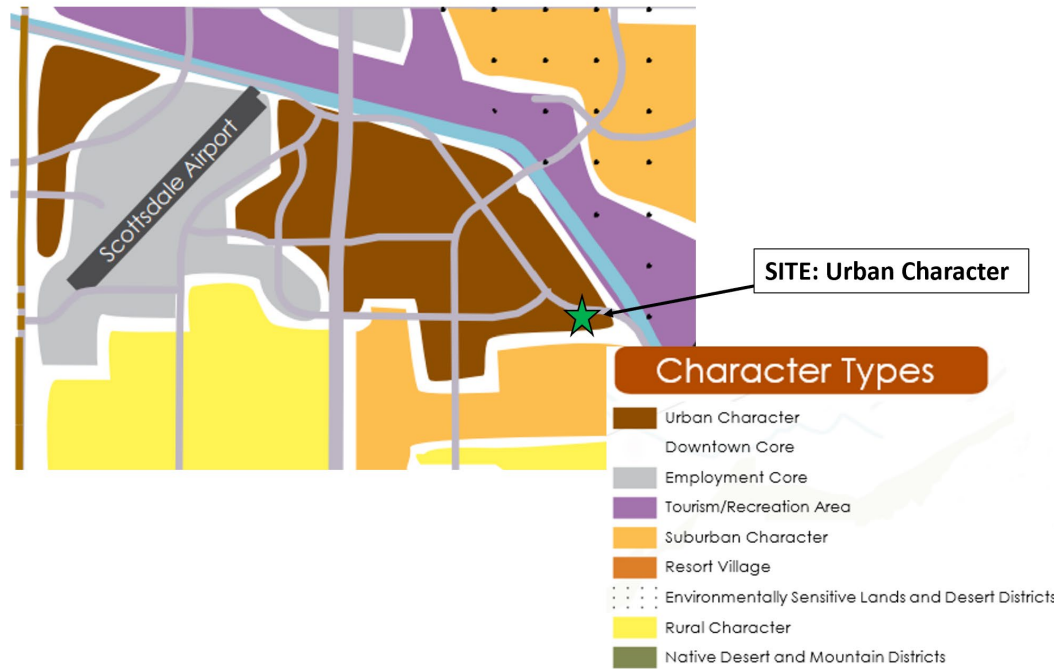 Scottsdale Airport
SITE: Urban Character
Character Types
Urban Character
Downtown Core
Employment Core
Tourism/Recreation Area
Suburban Character
Resort Village
Environmentally Sensitive Lands and Desert Districts
Rural Character
Native Desert and Mountain Districts